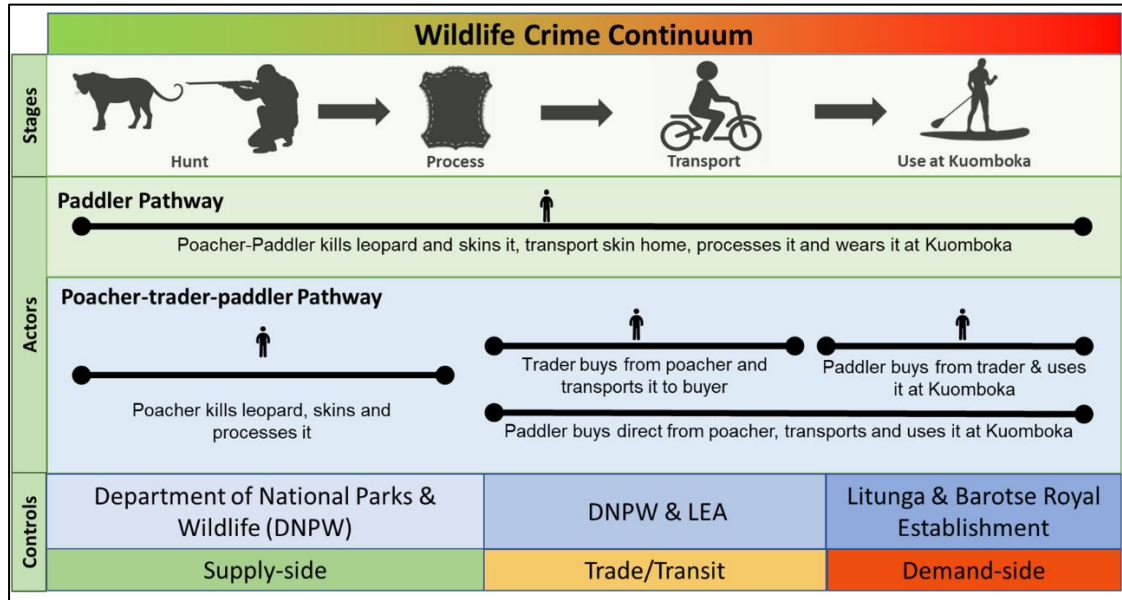 Wildlife Crime Continuum
Stages
Hunt
Process
Transport
Use at Kuomboka
Actors
Paddler Pathway
Poacher-Paddler kills leopard and skins it, transport skin home, processes it and wears it at Kuomboka
Poacher-trader-paddler Pathway
Poacher kills leopard, skins and
processes it
Trader buys from poacher and
transports it to buyer
Paddler buys from trader & uses
it at Kuomboka
Paddler buys direct from poacher, transports and uses it at Kuomboka
Controls
Department of National Parks &
Wildlife (DNPW)
DNPW & LEA
Litunga & Barotse Royal
Establishment
Supply-side
Trade/Transit
Demand-side